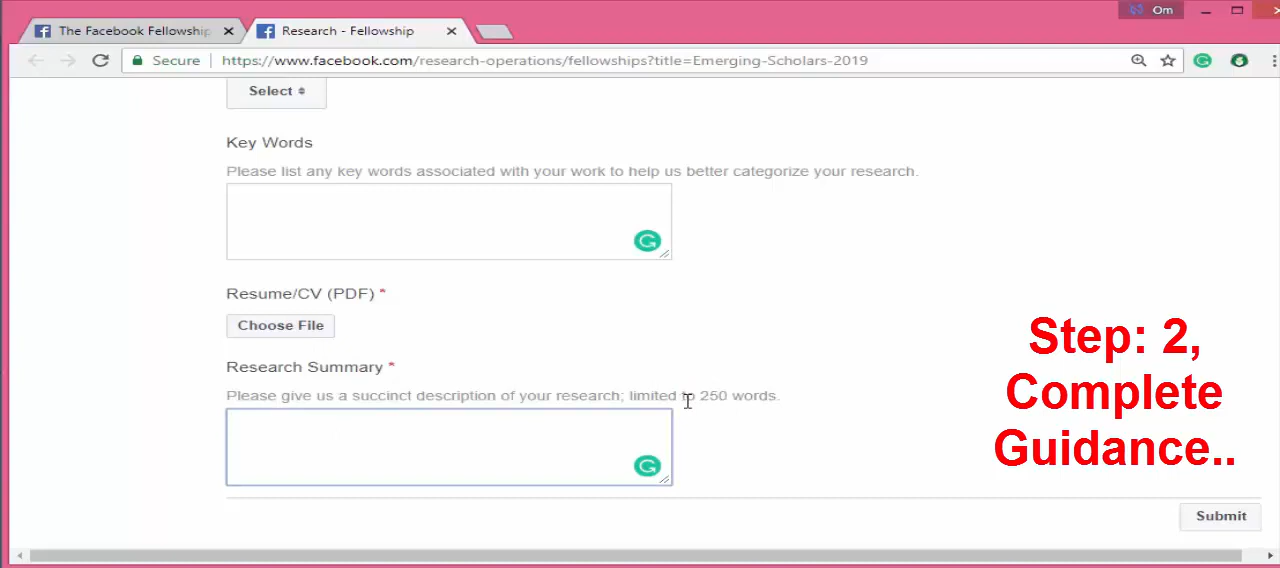 Om
The Facebook Fellowship
Research - Fellowship
Secure
https://www.facebook.com/research-operations/fellowships?title=Emerging-Scholars-2019
Select
Key Words
Please list any key words associated with your work to help us better categorize your research.
Resume/CV (PDF) *
Choose File
Research Summary *
Please give us a succinct description of your research; limited to 250 words.
Submit
Step: 2,
Complete
Guidance..